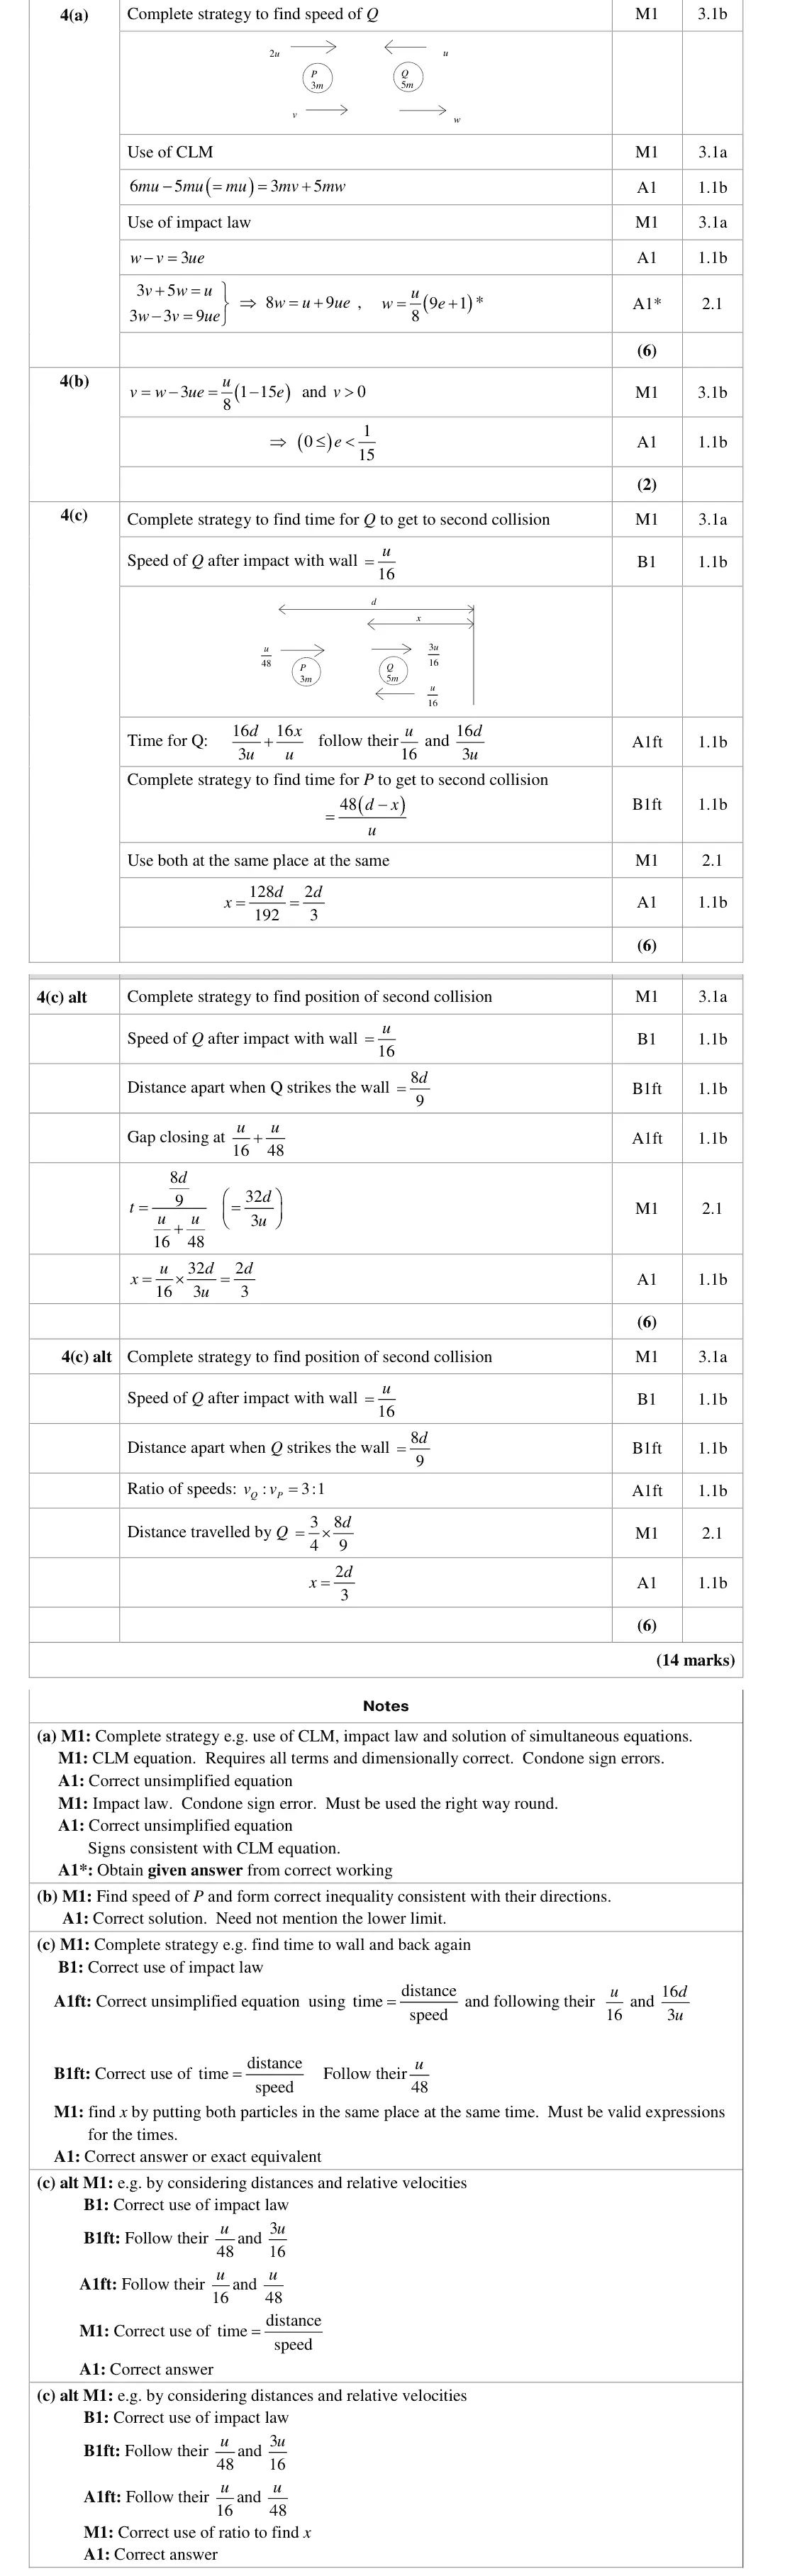 4(a) Complete strategy to find speed of Q M1 3.1b
2u u
P Q
3m 5m
v w
Use of CLM M1 3.1a
6mu − 5mu (= mu) = 3mv + 5mw A1 1.1b
Use of impact law M1 3.1a
w − v = 3ue A1 1.1b
3v + 5w = u
3w − 3v = 9ue } ⇒ 8w = u + 9ue , w = u/8 (9e + 1) * A1* 2.1
(6)
4(b) v = w − 3ue = u/8 (1 − 15e) and v > 0 M1 3.1b
⇒ (0 ≤) e < 1/15 A1 1.1b
(2)
4(c) Complete strategy to find time for Q to get to second collision M1 3.1a
Speed of Q after impact with wall = u/16 B1 1.1b
d
x
u/48 P 3m Q 5m 3u/16
u/16
Time for Q: 16d/3u + 16x/u follow their u/16 and 16d/3u A1ft 1.1b
Complete strategy to find time for P to get to second collision
= 48(d − x)/u B1ft 1.1b
Use both at the same place at the same M1 2.1
x = 128d/192 = 2d/3 A1 1.1b
(6)
4(c) alt Complete strategy to find position of second collision M1 3.1a
Speed of Q after impact with wall = u/16 B1 1.1b
Distance apart when Q strikes the wall = 8d/9 B1ft 1.1b
Gap closing at u/16 + u/48 A1ft 1.1b
t = (8d/9)/(u/16 + u/48) (= 32d/3u) M1 2.1
x = u/16 × 32d/3u = 2d/3 A1 1.1b
(6)
4(c) alt Complete strategy to find position of second collision M1 3.1a
Speed of Q after impact with wall = u/16 B1 1.1b
Distance apart when Q strikes the wall = 8d/9 B1ft 1.1b
Ratio of speeds: v_Q : v_P = 3:1 A1ft 1.1b
Distance travelled by Q = 3/4 × 8d/9 M1 2.1
x = 2d/3 A1 1.1b
(6)
(14 marks)
Notes
(a) M1: Complete strategy e.g. use of CLM, impact law and solution of simultaneous equations.
M1: CLM equation. Requires all terms and dimensionally correct. Condone sign errors.
A1: Correct unsimplified equation
M1: Impact law. Condone sign error. Must be used the right way round.
A1: Correct unsimplified equation
Signs consistent with CLM equation.
A1*: Obtain given answer from correct working
(b) M1: Find speed of P and form correct inequality consistent with their directions.
A1: Correct solution. Need not mention the lower limit.
(c) M1: Complete strategy e.g. find time to wall and back again
B1: Correct use of impact law
A1ft: Correct unsimplified equation using time = distance/speed and following their u/16 and 16d/3u
B1ft: Correct use of time = distance/speed Follow their u/48
M1: find x by putting both particles in the same place at the same time. Must be valid expressions
for the times.
A1: Correct answer or exact equivalent
(c) alt M1: e.g. by considering distances and relative velocities
B1: Correct use of impact law
B1ft: Follow their u/48 and 3u/16
A1ft: Follow their u/16 and u/48
M1: Correct use of time = distance/speed
A1: Correct answer
(c) alt M1: e.g. by considering distances and relative velocities
B1: Correct use of impact law
B1ft: Follow their u/48 and 3u/16
A1ft: Follow their u/16 and u/48
M1: Correct use of ratio to find x
A1: Correct answer